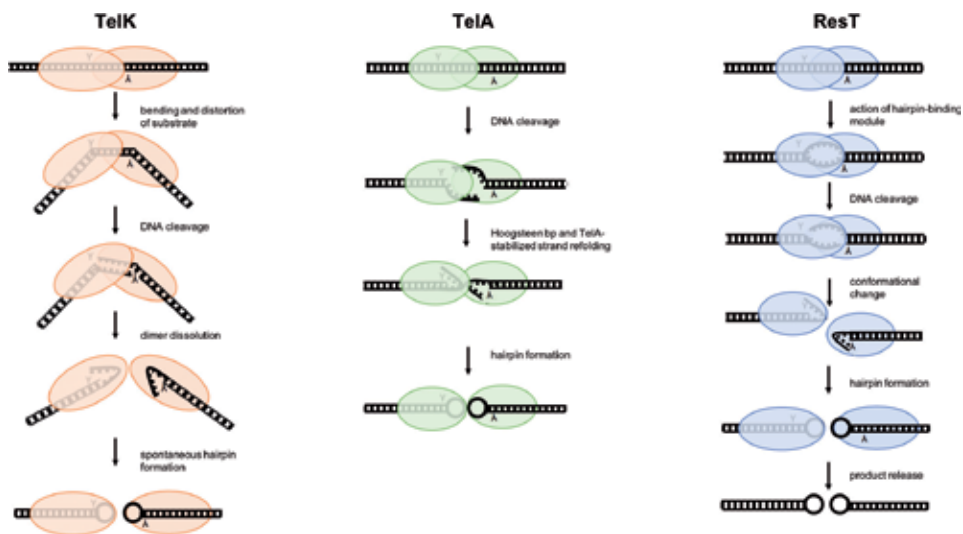 TelK
TelA
ResT
Y
A
bending and distortion
of substrate
Y
A
DNA cleavage
Y
A
dimer dissolution
Y
A
spontaneous hairpin
formation
Y
A
Y
A
DNA cleavage
Y
A
Hoogsteen bp and TelA-
stabilized strand refolding
Y
A
hairpin formation
Y
A
Y
A
action of hairpin-binding
module
Y
A
DNA cleavage
Y
A
conformational
change
Y
A
hairpin formation
Y
A
product release